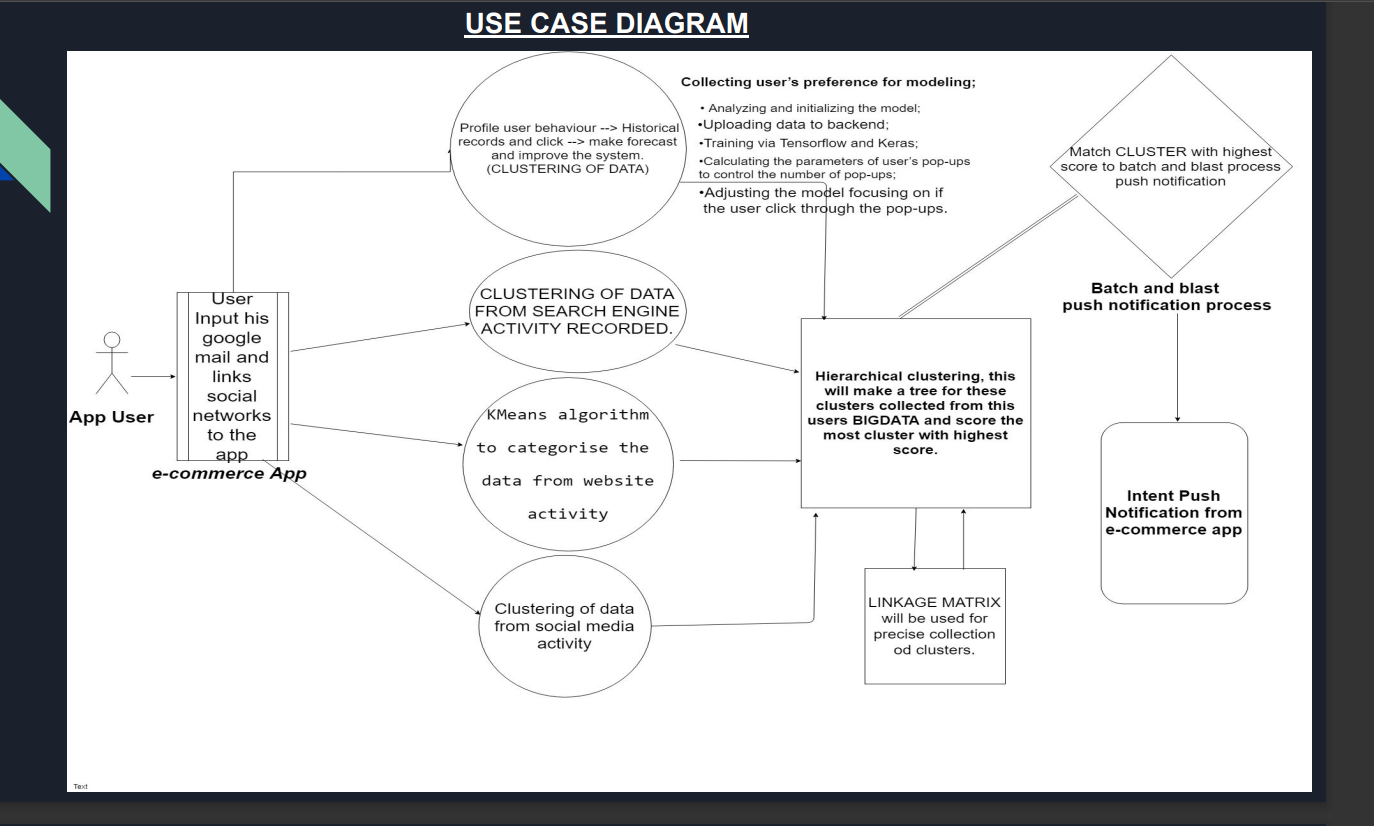 USE CASE DIAGRAM
Profile user behaviour --> Historical
records and click --> make forecast
and improve the system.
(CLUSTERING OF DATA)
Collecting user's preference for modeling;
• Analyzing and initializing the model;
•Uploading data to backend;
•Training via Tensorflow and Keras;
•Calculating the parameters of user's pop-ups
to control the number of pop-ups;
•Adjusting the model focusing on if
the user click through the pop-ups.
Match CLUSTER with highest
score to batch and blast process
push notification
Batch and blast
push notification process
CLUSTERING OF DATA
FROM SEARCH ENGINE
ACTIVITY RECORDED.
User
Input his
google
mail and
links
social
networks
to the
app
e-commerce App
App User
KMeans algorithm
to categorise the
data from website
activity
Hierarchical clustering, this
will make a tree for these
clusters collected from this
users BIGDATA and score the
most cluster with highest
score.
Intent Push
Notification from
e-commerce app
Clustering of data
from social media
activity
LINKAGE MATRIX
will be used for
precise collection
od clusters.
Text